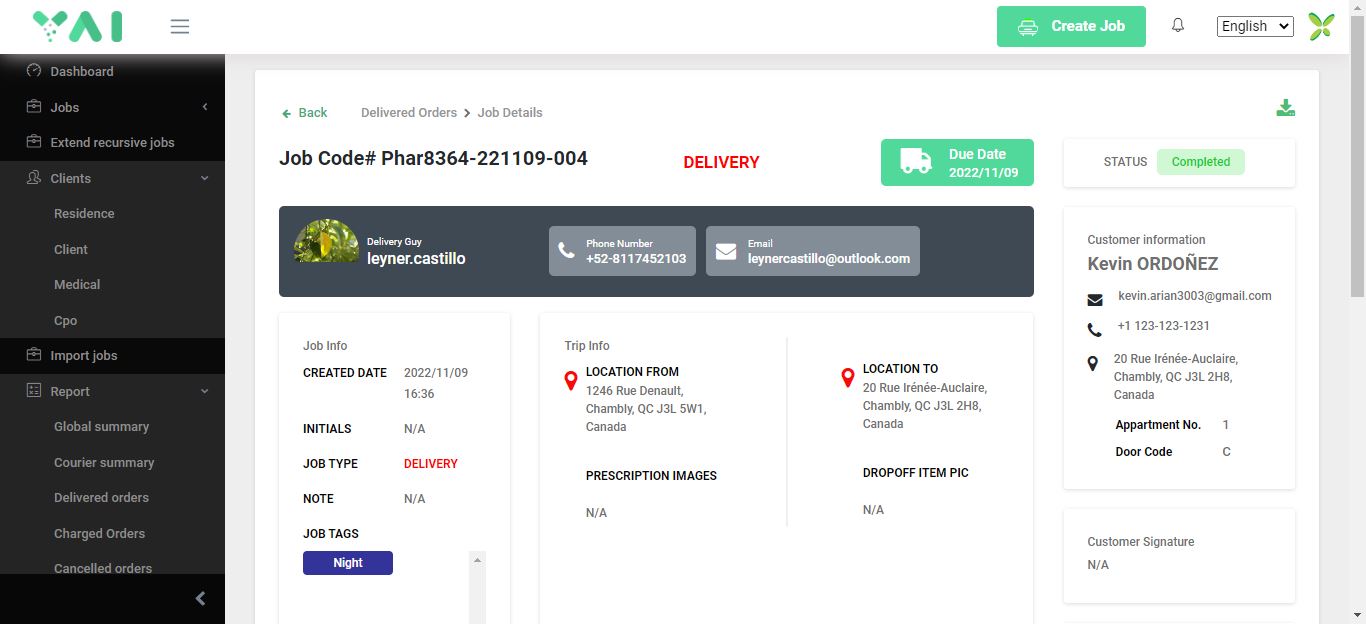 YAI
Create Job
English
Dashboard
Jobs
Extend recursive jobs
Clients
Residence
Client
Medical
Cpo
Import jobs
Report
Global summary
Courier summary
Delivered orders
Charged Orders
Cancelled orders
Back
Delivered Orders > Job Details
Job Code# Phar8364-221109-004
DELIVERY
Due Date
2022/11/09
STATUS
Completed
Delivery Guy
leyner.castillo
Phone Number
+52-8117452103
Email
leynercastillo@outlook.com
Job Info
CREATED DATE 2022/11/09
16:36
INITIALS N/A
JOB TYPE DELIVERY
NOTE N/A
JOB TAGS
Night
Trip Info
LOCATION FROM
1246 Rue Denault,
Chambly, QC J3L 5W1,
Canada
PRESCRIPTION IMAGES
N/A
LOCATION TO
20 Rue Irénée-Auclaire,
Chambly, QC J3L 2H8,
Canada
DROPOFF ITEM PIC
N/A
Customer information
Kevin ORDOÑEZ
kevin.arian3003@gmail.com
+1 123-123-1231
20 Rue Irénée-Auclaire,
Chambly, QC J3L 2H8,
Canada
Appartment No. 1
Door Code C
Customer Signature
N/A